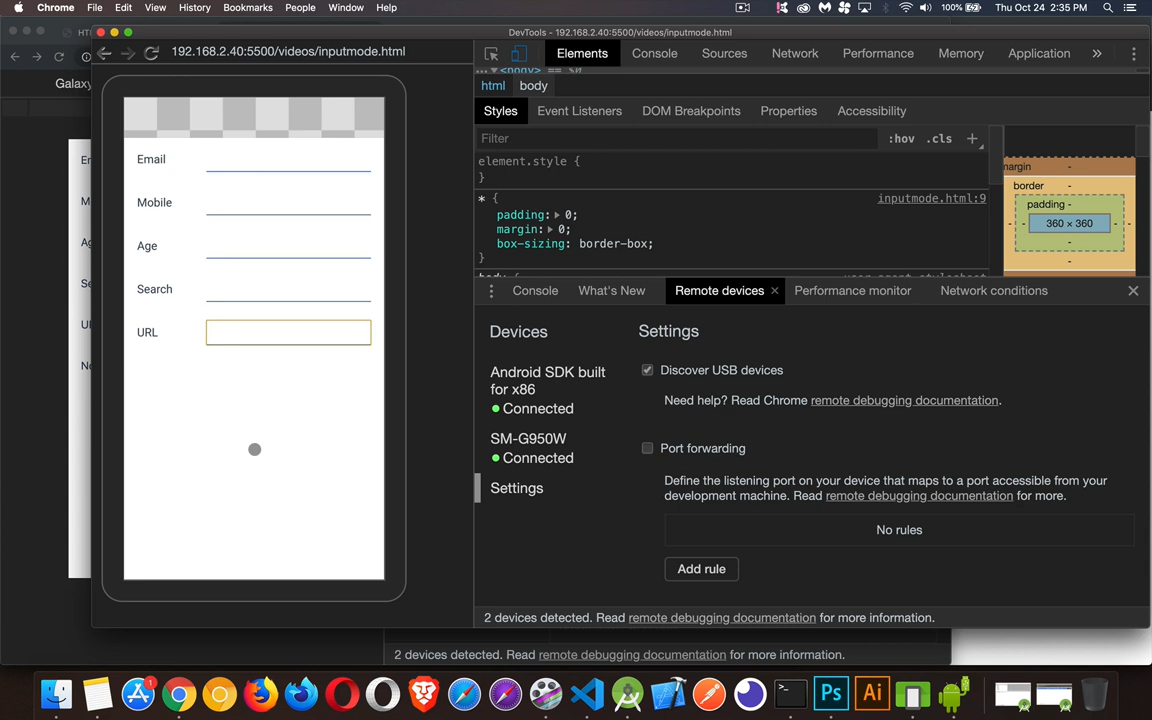 Chrome File Edit View History Bookmarks People Window Help 100% Thu Oct 24 2:35 PM
DevTools - 192.168.2.40:5500/videos/inputmode.html
192.168.2.40:5500/videos/inputmode.html
Elements Console Sources Network Performance Memory Application »
<body> == $0
html body
Styles Event Listeners DOM Breakpoints Properties Accessibility
Filter :hov .cls +
element.style {
}
* { inputmode.html:9
padding: 0;
margin: 0;
box-sizing: border-box;
}
margin -
border -
padding -
360 × 360
Galaxy
Email
Mobile
Age
Search
URL
Console What's New Remote devices Performance monitor Network conditions
Devices
Android SDK built
for x86
Connected
SM-G950W
Connected
Settings
Settings
Discover USB devices
Need help? Read Chrome remote debugging documentation.
Port forwarding
Define the listening port on your device that maps to a port accessible from your
development machine. Read remote debugging documentation for more.
No rules
Add rule
2 devices detected. Read remote debugging documentation for more information.
2 devices detected. Read remote debugging documentation for more information.
1
Ps
Ai